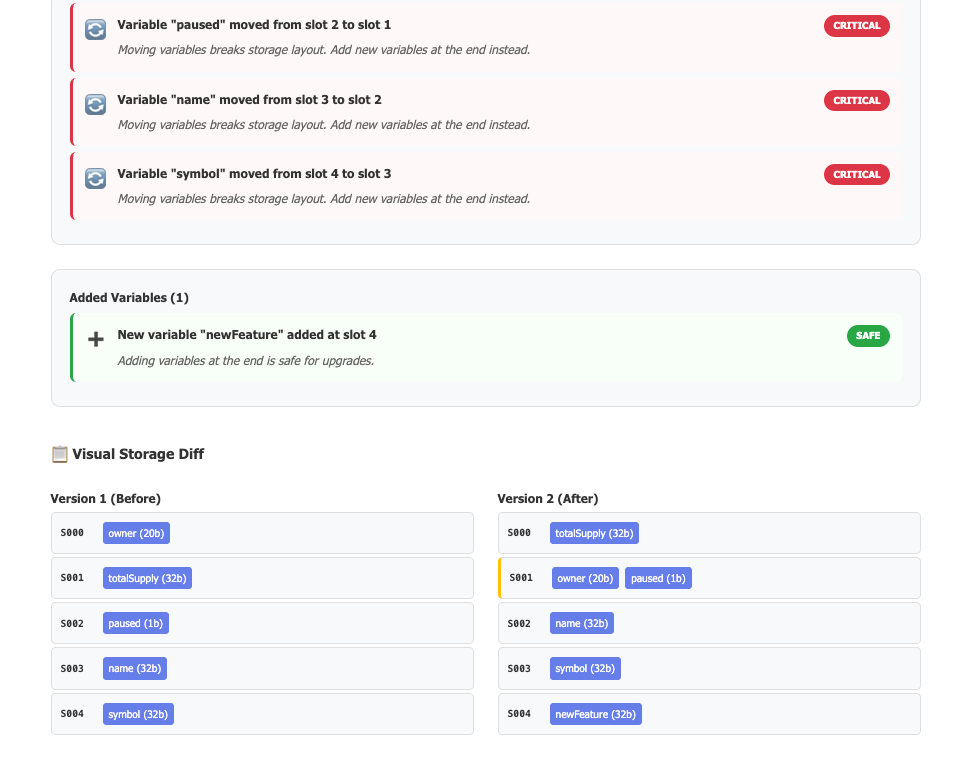 Variable "paused" moved from slot 2 to slot 1
CRITICAL
Moving variables breaks storage layout. Add new variables at the end instead.
Variable "name" moved from slot 3 to slot 2
CRITICAL
Moving variables breaks storage layout. Add new variables at the end instead.
Variable "symbol" moved from slot 4 to slot 3
CRITICAL
Moving variables breaks storage layout. Add new variables at the end instead.
Added Variables (1)
New variable "newFeature" added at slot 4
SAFE
Adding variables at the end is safe for upgrades.
Visual Storage Diff
Version 1 (Before)
S000 owner (20b)
S001 totalSupply (32b)
S002 paused (1b)
S003 name (32b)
S004 symbol (32b)
Version 2 (After)
S000 totalSupply (32b)
S001 owner (20b) paused (1b)
S002 name (32b)
S003 symbol (32b)
S004 newFeature (32b)